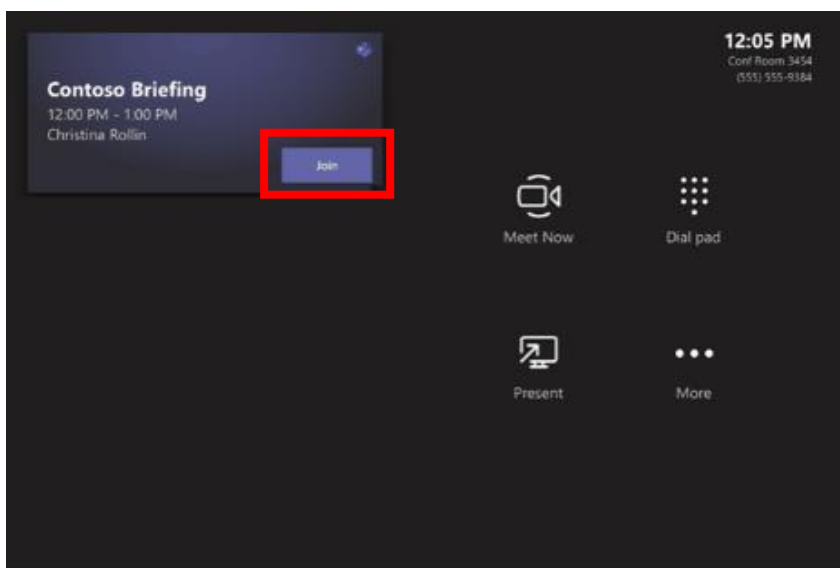 Contoso Briefing
12:00 PM - 1:00 PM
Christina Rollin
Join
12:05 PM
Conf Room 3454
(555) 555-9384
Meet Now
Dial pad
Present
More